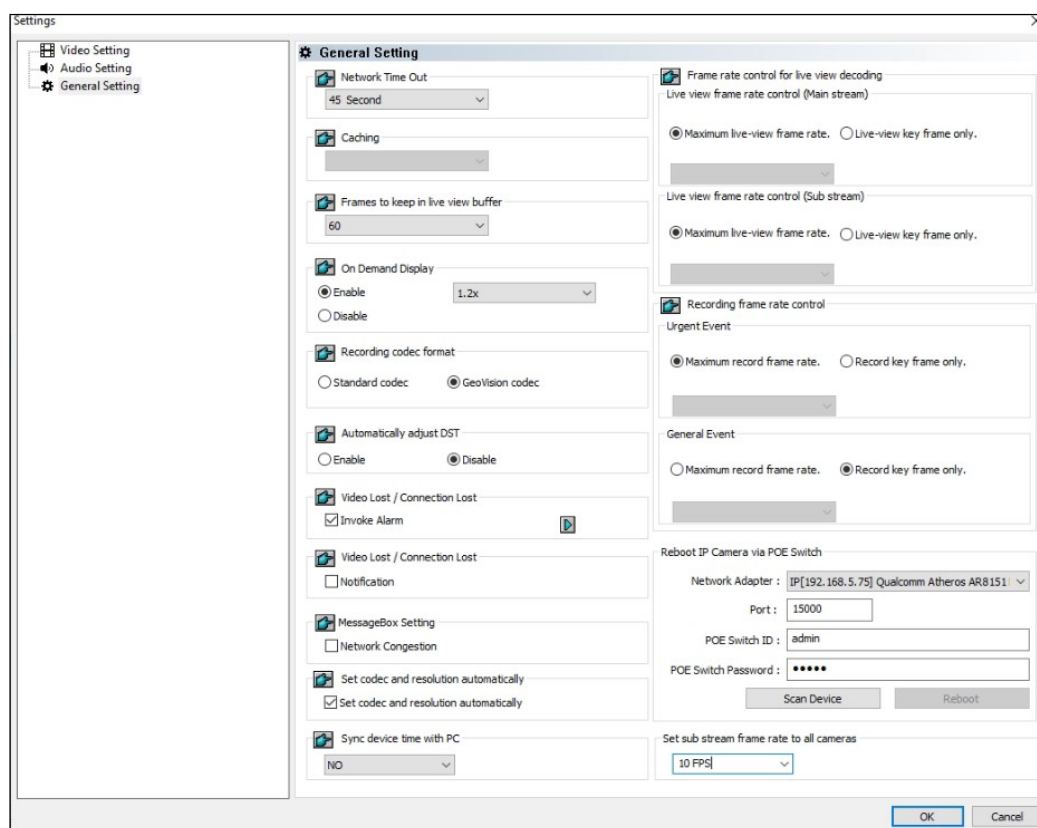 Settings
Video Setting
Audio Setting
General Setting
General Setting
Network Time Out
45 Second
Caching
Frames to keep in live view buffer
60
On Demand Display
Enable
1.2x
Disable
Recording codec format
Standard codec
GeoVision codec
Automatically adjust DST
Enable
Disable
Video Lost / Connection Lost
Invoke Alarm
Video Lost / Connection Lost
Notification
MessageBox Setting
Network Congestion
Set codec and resolution automatically
Set codec and resolution automatically
Sync device time with PC
NO
Frame rate control for live view decoding
Live view frame rate control (Main stream)
Maximum live-view frame rate.
Live-view key frame only.
Live view frame rate control (Sub stream)
Maximum live-view frame rate.
Live-view key frame only.
Recording frame rate control
Urgent Event
Maximum record frame rate.
Record key frame only.
General Event
Maximum record frame rate.
Record key frame only.
Reboot IP Camera via POE Switch
Network Adapter : IP[192.168.5.75] Qualcomm Atheros AR8151
Port : 15000
POE Switch ID : admin
POE Switch Password : •••••
Scan Device
Reboot
Set sub stream frame rate to all cameras
10 FPS
OK
Cancel